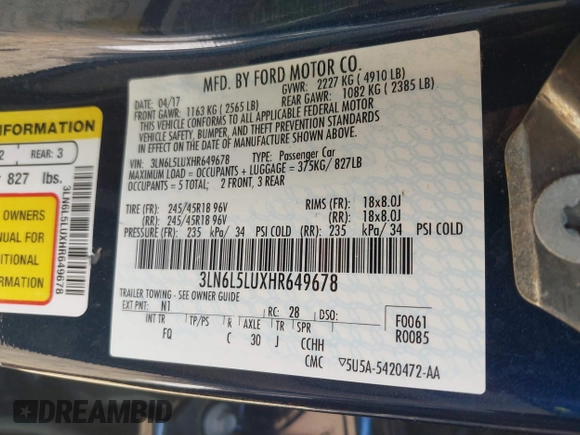 MFD. BY FORD MOTOR CO.
DATE: 04/17 GVWR: 2227 KG ( 4910 LB)
FRONT GAWR: 1163 KG ( 2565 LB) REAR GAWR: 1082 KG ( 2385 LB)
THIS VEHICLE CONFORMS TO ALL APPLICABLE FEDERAL MOTOR
VEHICLE SAFETY, BUMPER, AND THEFT PREVENTION STANDARDS
IN EFFECT ON THE DATE OF MANUFACTURE SHOWN ABOVE.
VIN: 3LN6L5LUXHR649678 TYPE: Passenger Car
MAXIMUM LOAD = OCCUPANTS + LUGGAGE = 375KG/ 827LB
OCCUPANTS = 5 TOTAL; 2 FRONT, 3 REAR
TIRE (FR): 245/45R18 96V RIMS (FR): 18x8.0J
(RR): 245/45R18 96V (RR): 18x8.0J
PRESSURE (FR): 235 kPa/ 34 PSI COLD (RR): 235 kPa/ 34 PSI COLD
3LN6L5LUXHR649678
TRAILER TOWING - SEE OWNER GUIDE
EXT PNT: N1 RC: 28 DSO:
INT TR TP/PS R AXLE TR SPR
FQ C 30 J CCHH
F0061
R0085
CMC ▽5U5A-5420472-AA
INFORMATION
2 REAR: 3
827 lbs.
OWNERS
MANUAL FOR
ADDITIONAL
INFORMATION
3LN6L5LUXHR649678
DREAMBID